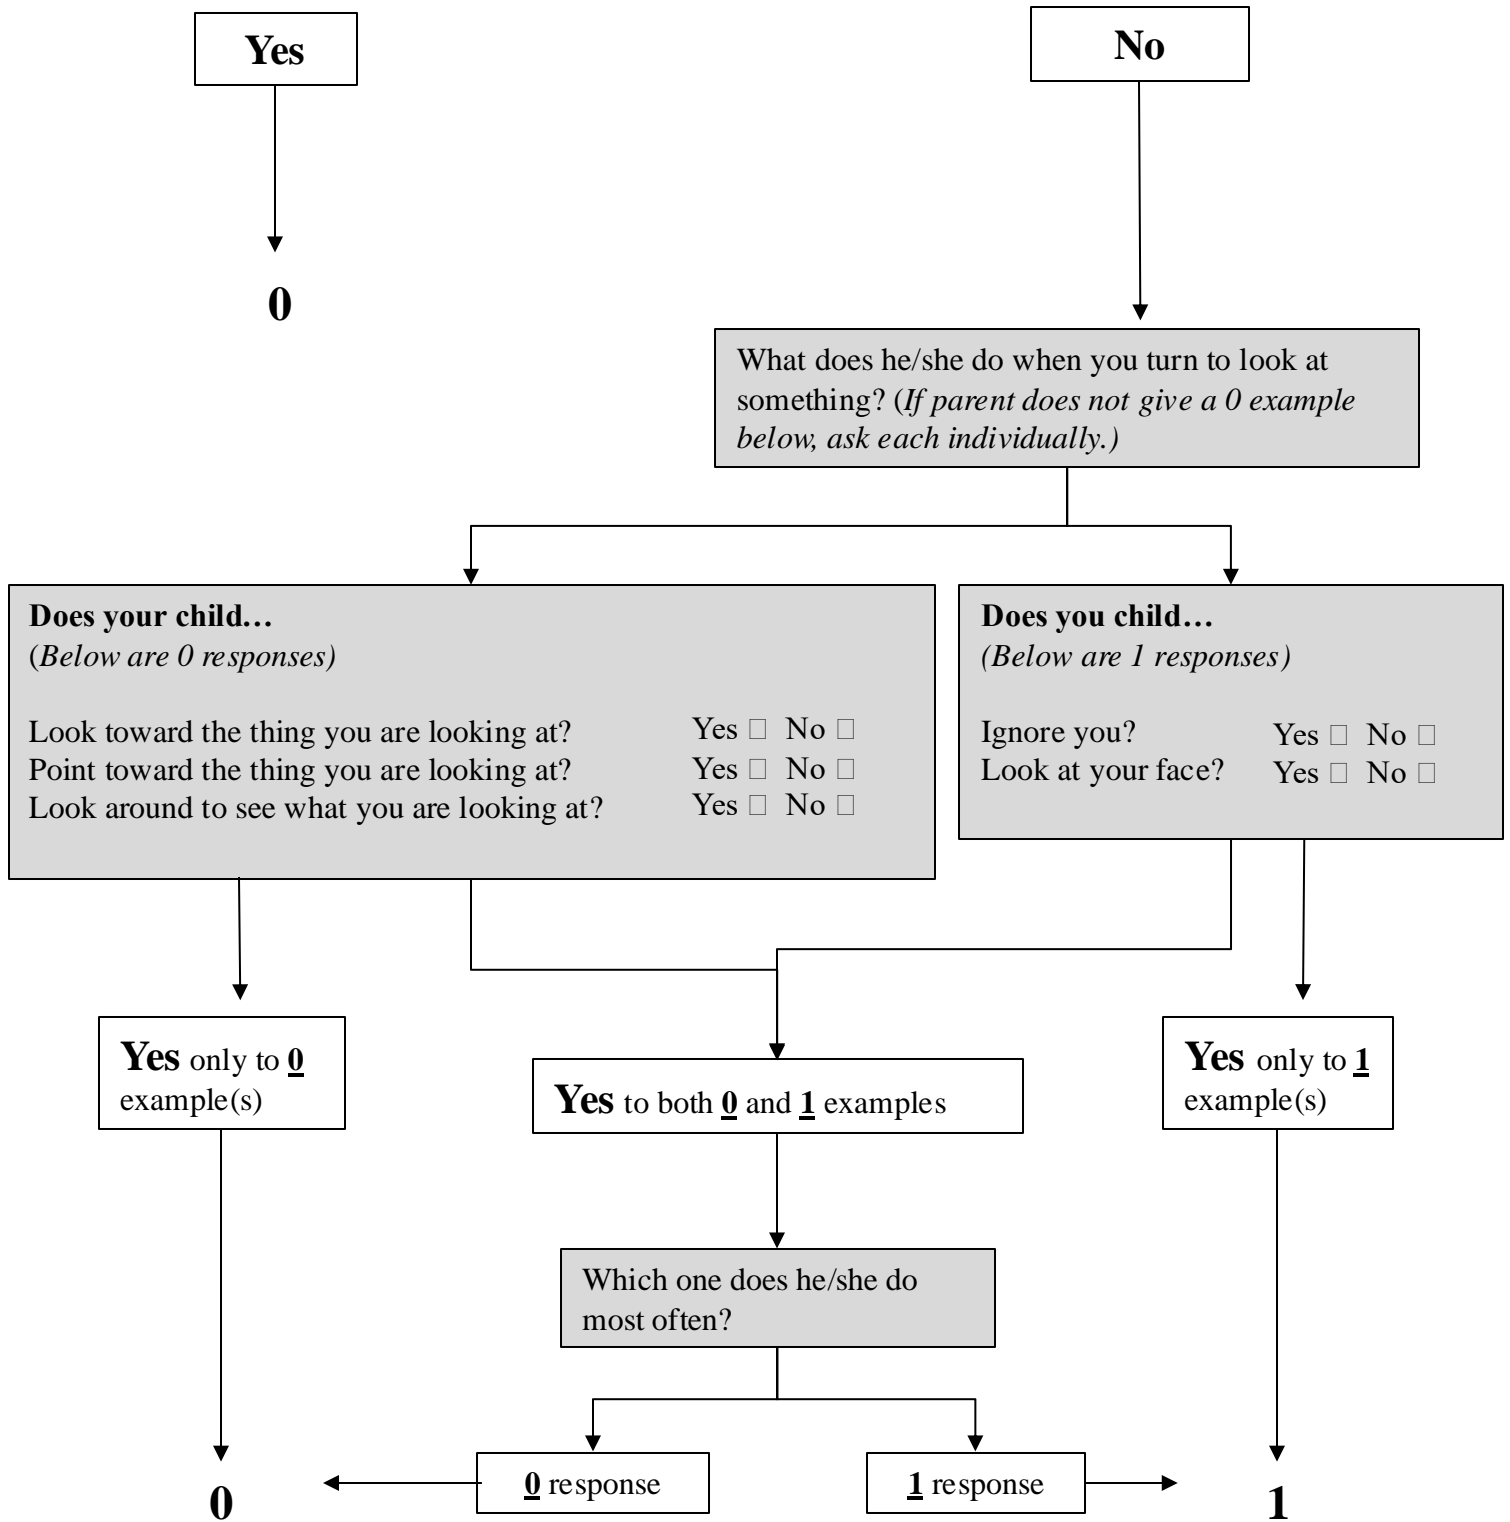 Yes
No
0
What does he/she do when you turn to look at
something? (If parent does not give a 0 example
below, ask each individually.)
Does your child…
(Below are 0 responses)
Look toward the thing you are looking at? Yes □ No □
Point toward the thing you are looking at? Yes □ No □
Look around to see what you are looking at? Yes □ No □
Does you child…
(Below are 1 responses)
Ignore you? Yes □ No □
Look at your face? Yes □ No □
Yes only to 0
example(s)
Yes to both 0 and 1 examples
Yes only to 1
example(s)
Which one does he/she do
most often?
0 response
1 response
0
1